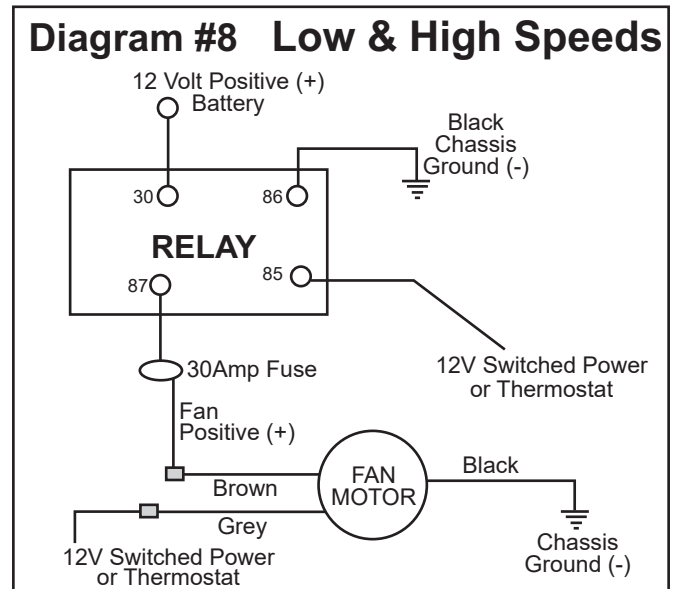 Diagram #8 Low & High Speeds
12 Volt Positive (+)
Battery
Black
Chassis
Ground (-)
30
86
RELAY
87
85
30Amp Fuse
12V Switched Power
or Thermostat
Fan
Positive (+)
FAN
MOTOR
Black
Brown
Grey
Chassis
Ground (-)
12V Switched Power
or Thermostat